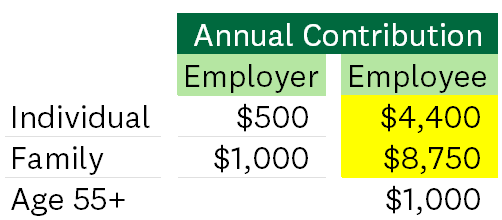 Annual Contribution
Employer Employee
Individual $500 $4,400
Family $1,000 $8,750
Age 55+ $1,000